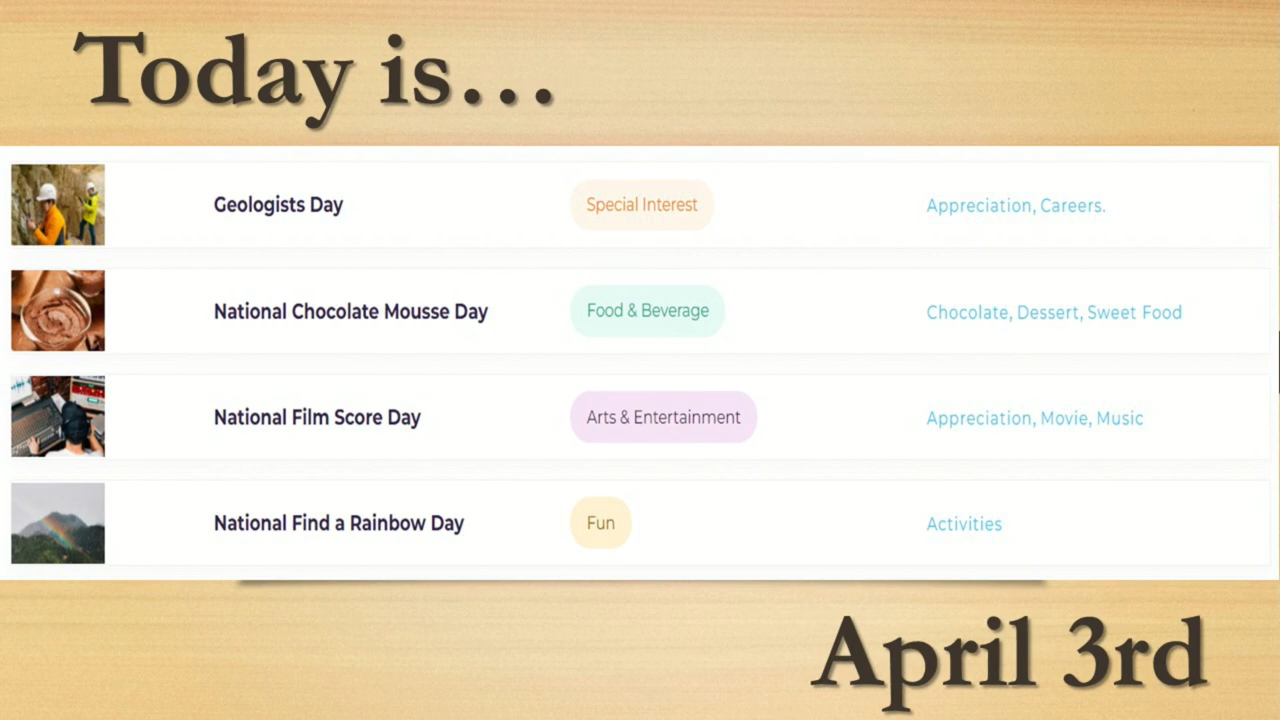 Today is…
Geologists Day Special Interest Appreciation, Careers.
National Chocolate Mousse Day Food & Beverage Chocolate, Dessert, Sweet Food
National Film Score Day Arts & Entertainment Appreciation, Movie, Music
National Find a Rainbow Day Fun Activities
April 3rd